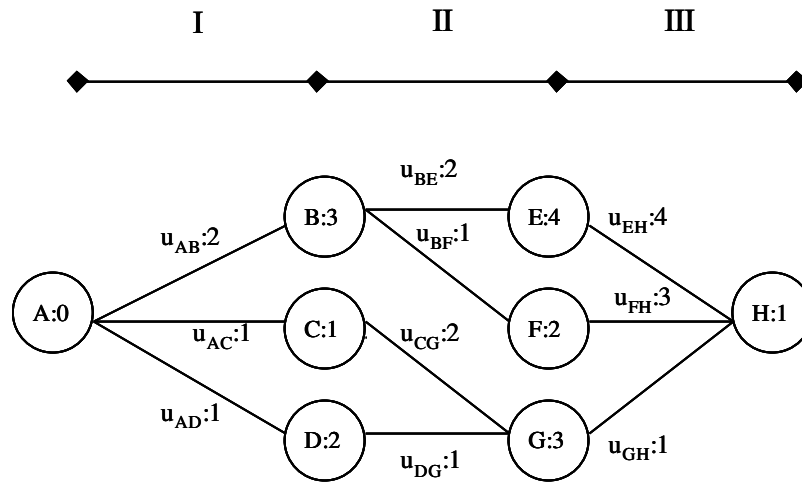 I II III
u_BE:2
B:3 E:4
u_AB:2 u_BF:1 u_EH:4
A:0 u_FH:3 H:1
u_AC:1 C:1 u_CG:2 F:2
u_AD:1
D:2 G:3
u_DG:1 u_GH:1